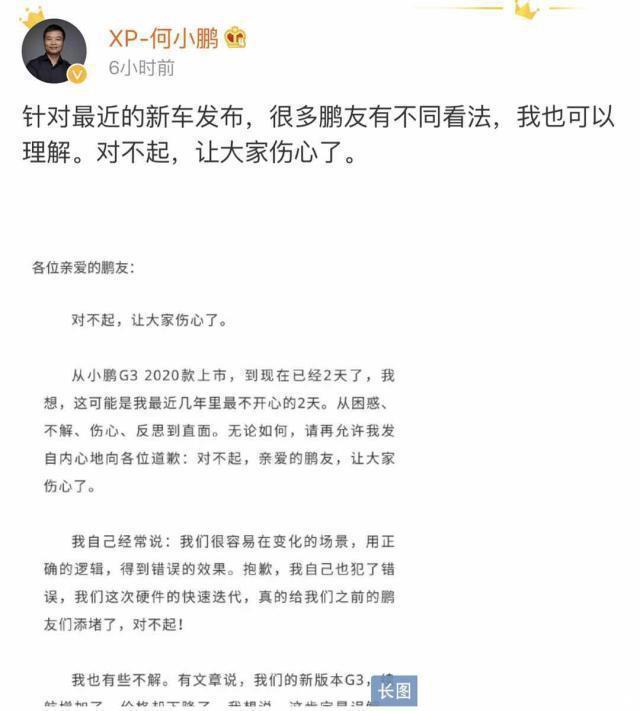 XP-何小鹏
6小时前
针对最近的新车发布，很多鹏友有不同看法，我也可以
理解。对不起，让大家伤心了。
各位亲爱的鹏友：
对不起，让大家伤心了。
从小鹏G3 2020款上市，到现在已经2天了，我
想，这可能是我最近几年里最不开心的2天。从困惑、
不解、伤心、反思到直面。无论如何，请再允许我发
自内心地向各位道歉：对不起，亲爱的鹏友，让大家
伤心了。
我自己经常说：我们很容易在变化的场景，用正
确的逻辑，得到错误的效果。抱歉，我自己也犯了错
误，我们这次硬件的快速迭代，真的给我们之前的鹏
友们添堵了，对不起！
我也有些不解。有文章说，我们的新版本G3，
长图